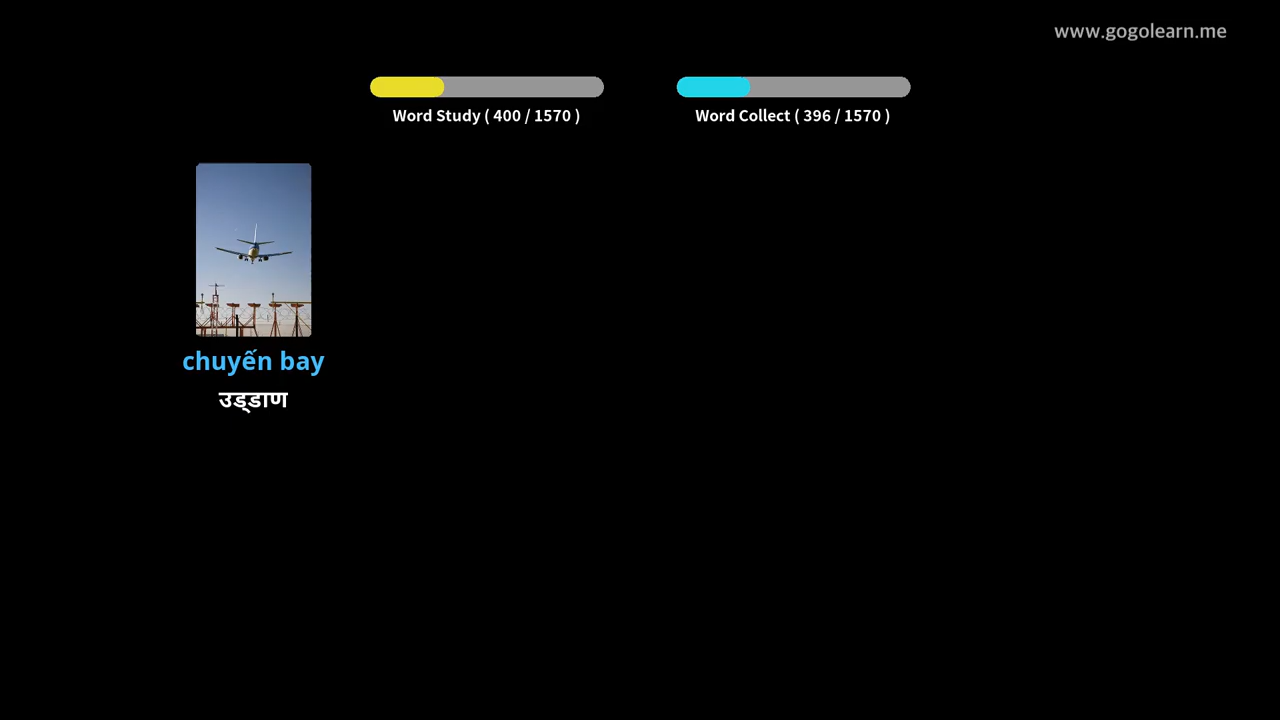 www.gogolearn.me
Word Study ( 400 / 1570 )
Word Collect ( 396 / 1570 )
chuyến bay
उड्डाण